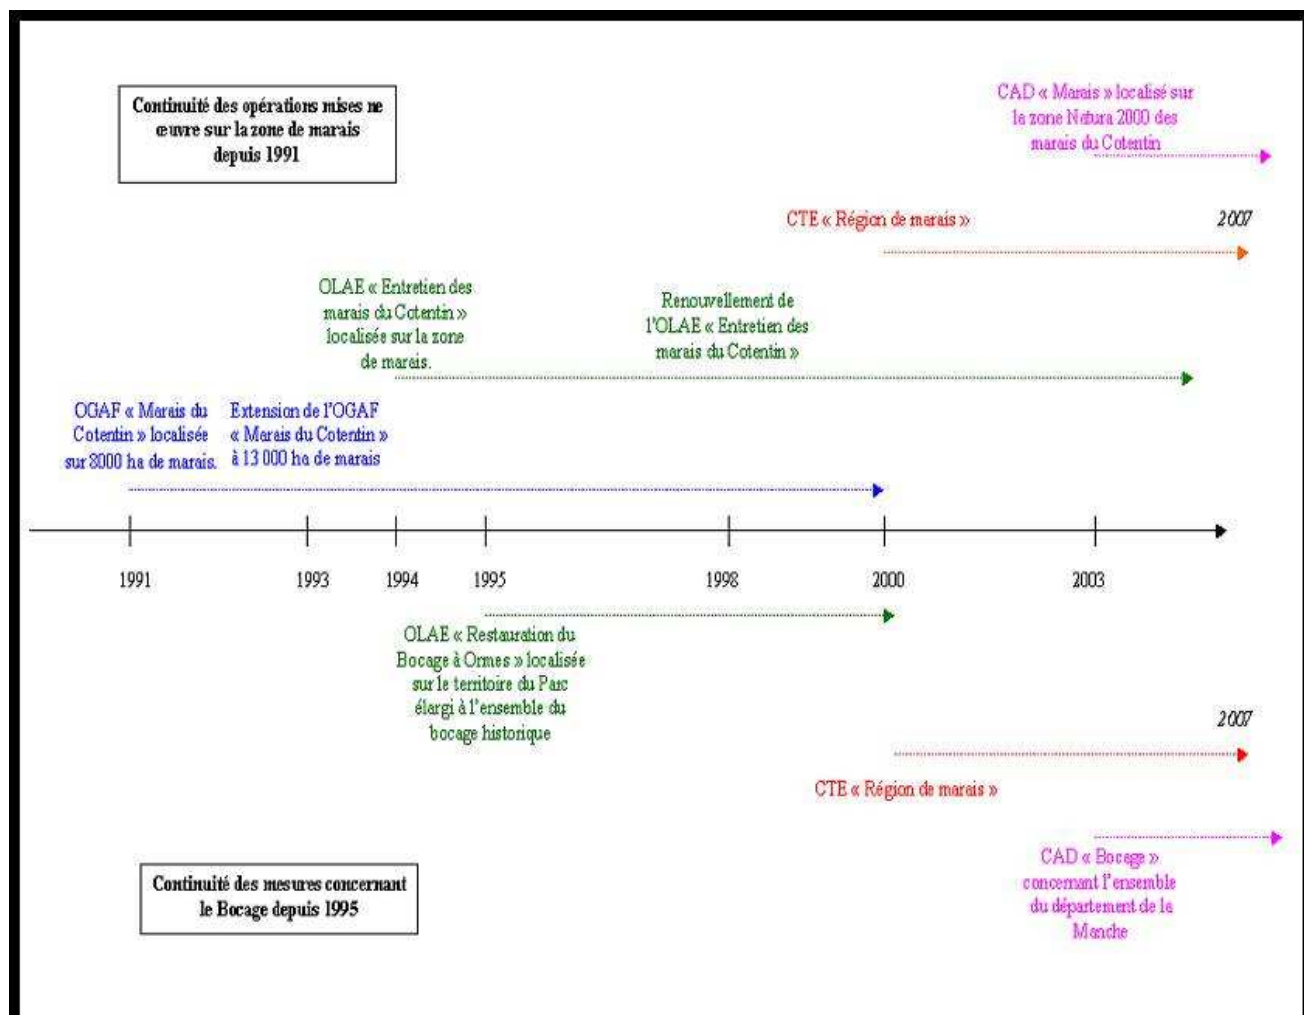 Continuité des opérations mises ne
œuvre sur la zone de marais
depuis 1991
CAD « Marais » localisé sur
la zone Natura 2000 des
marais du Cotentin
CTE « Région de marais »
2007
OLAE « Entretien des
marais du Cotentin »
localisée sur la zone
de marais.
Renouvellement de
l'OLAE « Entretien des
marais du Cotentin »
OGAF « Marais du
Cotentin » localisée
sur 8000 ha de marais.
Extension de l'OGAF
« Marais du Cotentin »
à 13 000 ha de marais
1991
1993
1994
1995
1998
2000
2003
OLAE « Restauration du
Bocage à Ormes » localisée
sur le territoire du Parc
élargi à l'ensemble du
bocage historique
2007
CTE « Région de marais »
CAD « Bocage »
concernant l'ensemble
du département de la
Manche
Continuité des mesures concernant
le Bocage depuis 1995